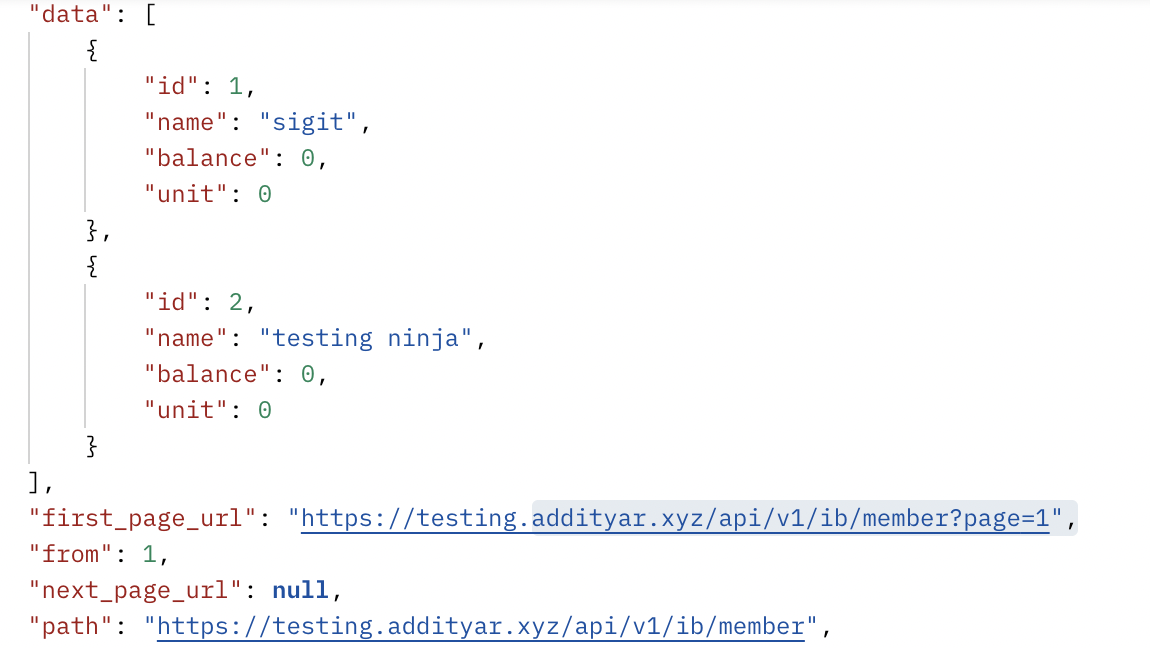 "data": [
{
"id": 1,
"name": "sigit",
"balance": 0,
"unit": 0
},
{
"id": 2,
"name": "testing ninja",
"balance": 0,
"unit": 0
}
],
"first_page_url": "https://testing.addityar.xyz/api/v1/ib/member?page=1",
"from": 1,
"next_page_url": null,
"path": "https://testing.addityar.xyz/api/v1/ib/member",